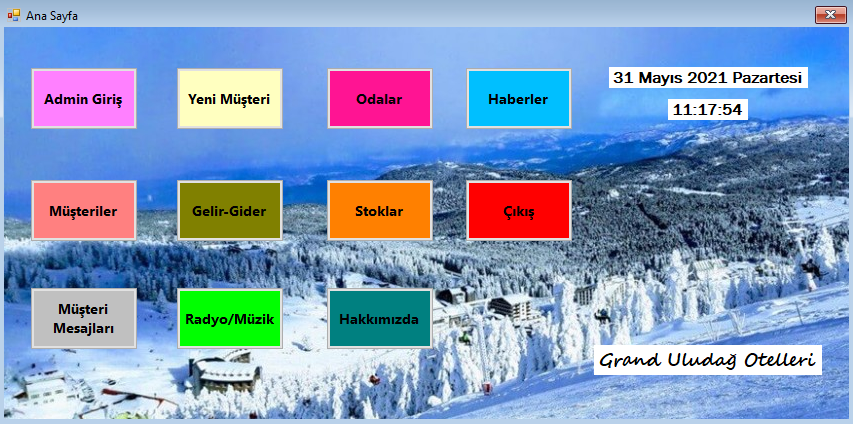 Ana Sayfa
Admin Giriş
Yeni Müşteri
Odalar
Haberler
31 Mayıs 2021 Pazartesi
11:17:54
Müşteriler
Gelir-Gider
Stoklar
Çıkış
Müşteri
Mesajları
Radyo/Müzik
Hakkımızda
Grand Uludağ Otelleri